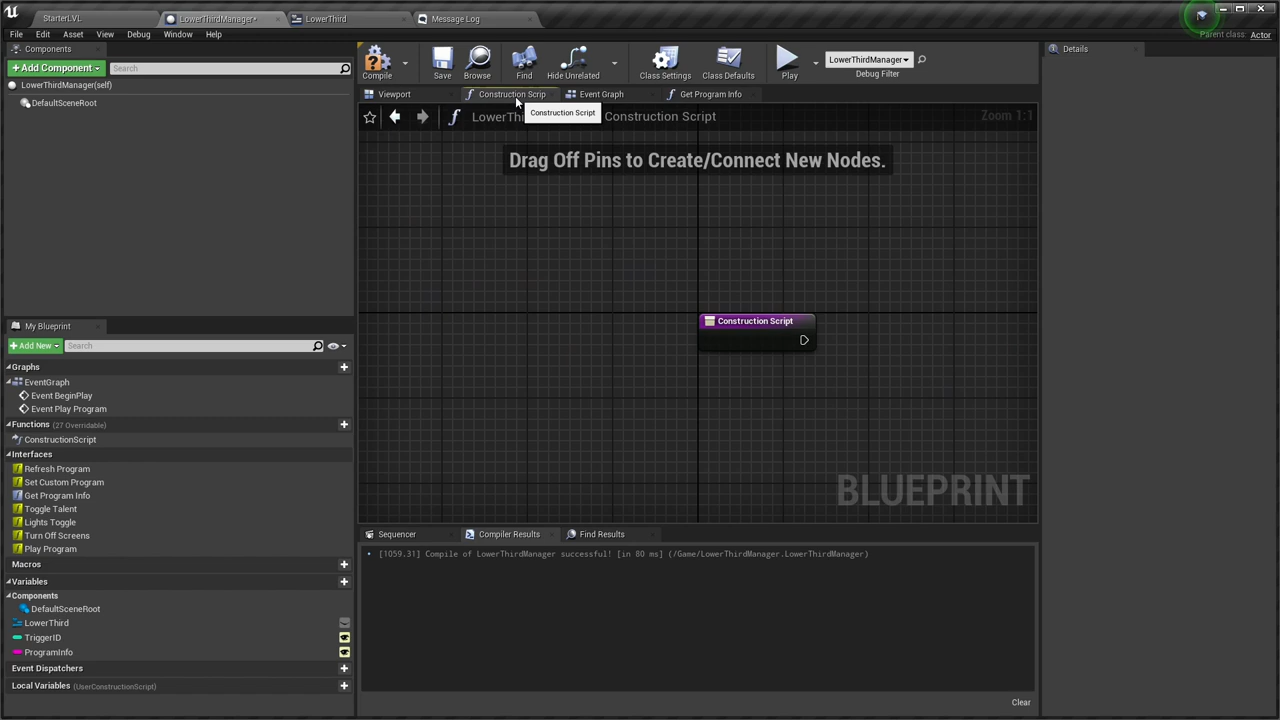 StarterLVL
LowerThirdManager*
LowerThird
Message Log
File
Edit
Asset
View
Debug
Window
Help
Parent class: Actor
Components
+ Add Component
Search
LowerThirdManager(self)
DefaultSceneRoot
Compile
Save
Browse
Find
Hide Unrelated
Class Settings
Class Defaults
Play
LowerThirdManager
Debug Filter
Details
Viewport
Construction Scrip
Event Graph
Get Program Info
Construction Script
LowerThi
Construction Script
Zoom 1:1
Drag Off Pins to Create/Connect New Nodes.
Construction Script
BLUEPRINT
My Blueprint
+ Add New
Search
Graphs
EventGraph
Event BeginPlay
Event Play Program
Functions (27 Overridable)
ConstructionScript
Interfaces
Refresh Program
Set Custom Program
Get Program Info
Toggle Talent
Lights Toggle
Turn Off Screens
Play Program
Macros
Variables
Components
DefaultSceneRoot
LowerThird
TriggerID
ProgramInfo
Event Dispatchers
Local Variables (UserConstructionScript)
Sequencer
Compiler Results
Find Results
• [1059.31] Compile of LowerThirdManager successful! [in 80 ms] (/Game/LowerThirdManager.LowerThirdManager)
Clear